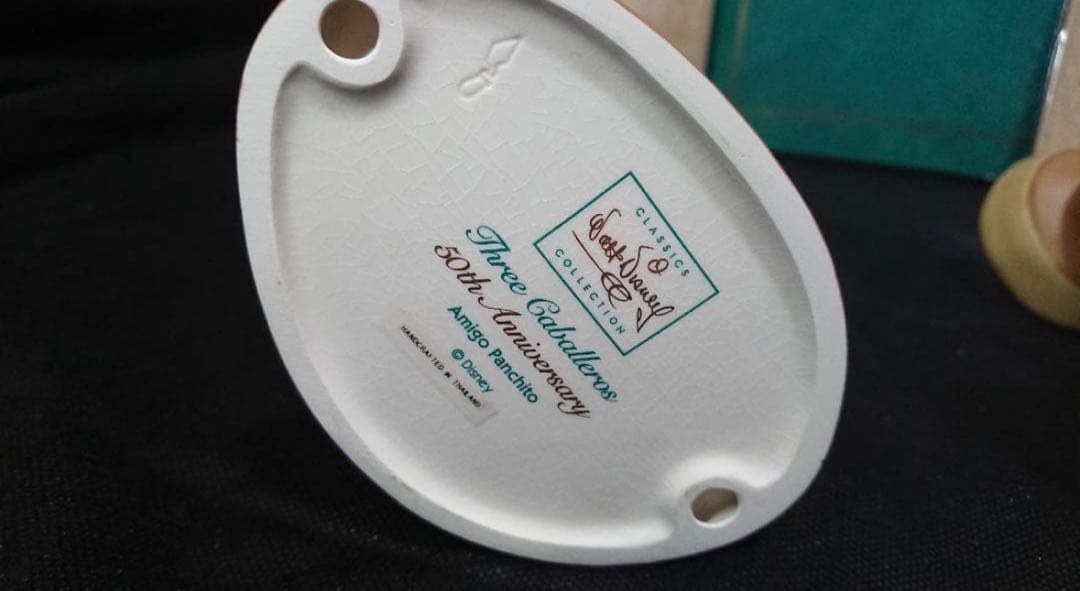 CLASSICS
Walt Disney
COLLECTION
Three Caballeros
50th Anniversary
Amigo Panchito
© Disney
HANDCRAFTED IN THAILAND